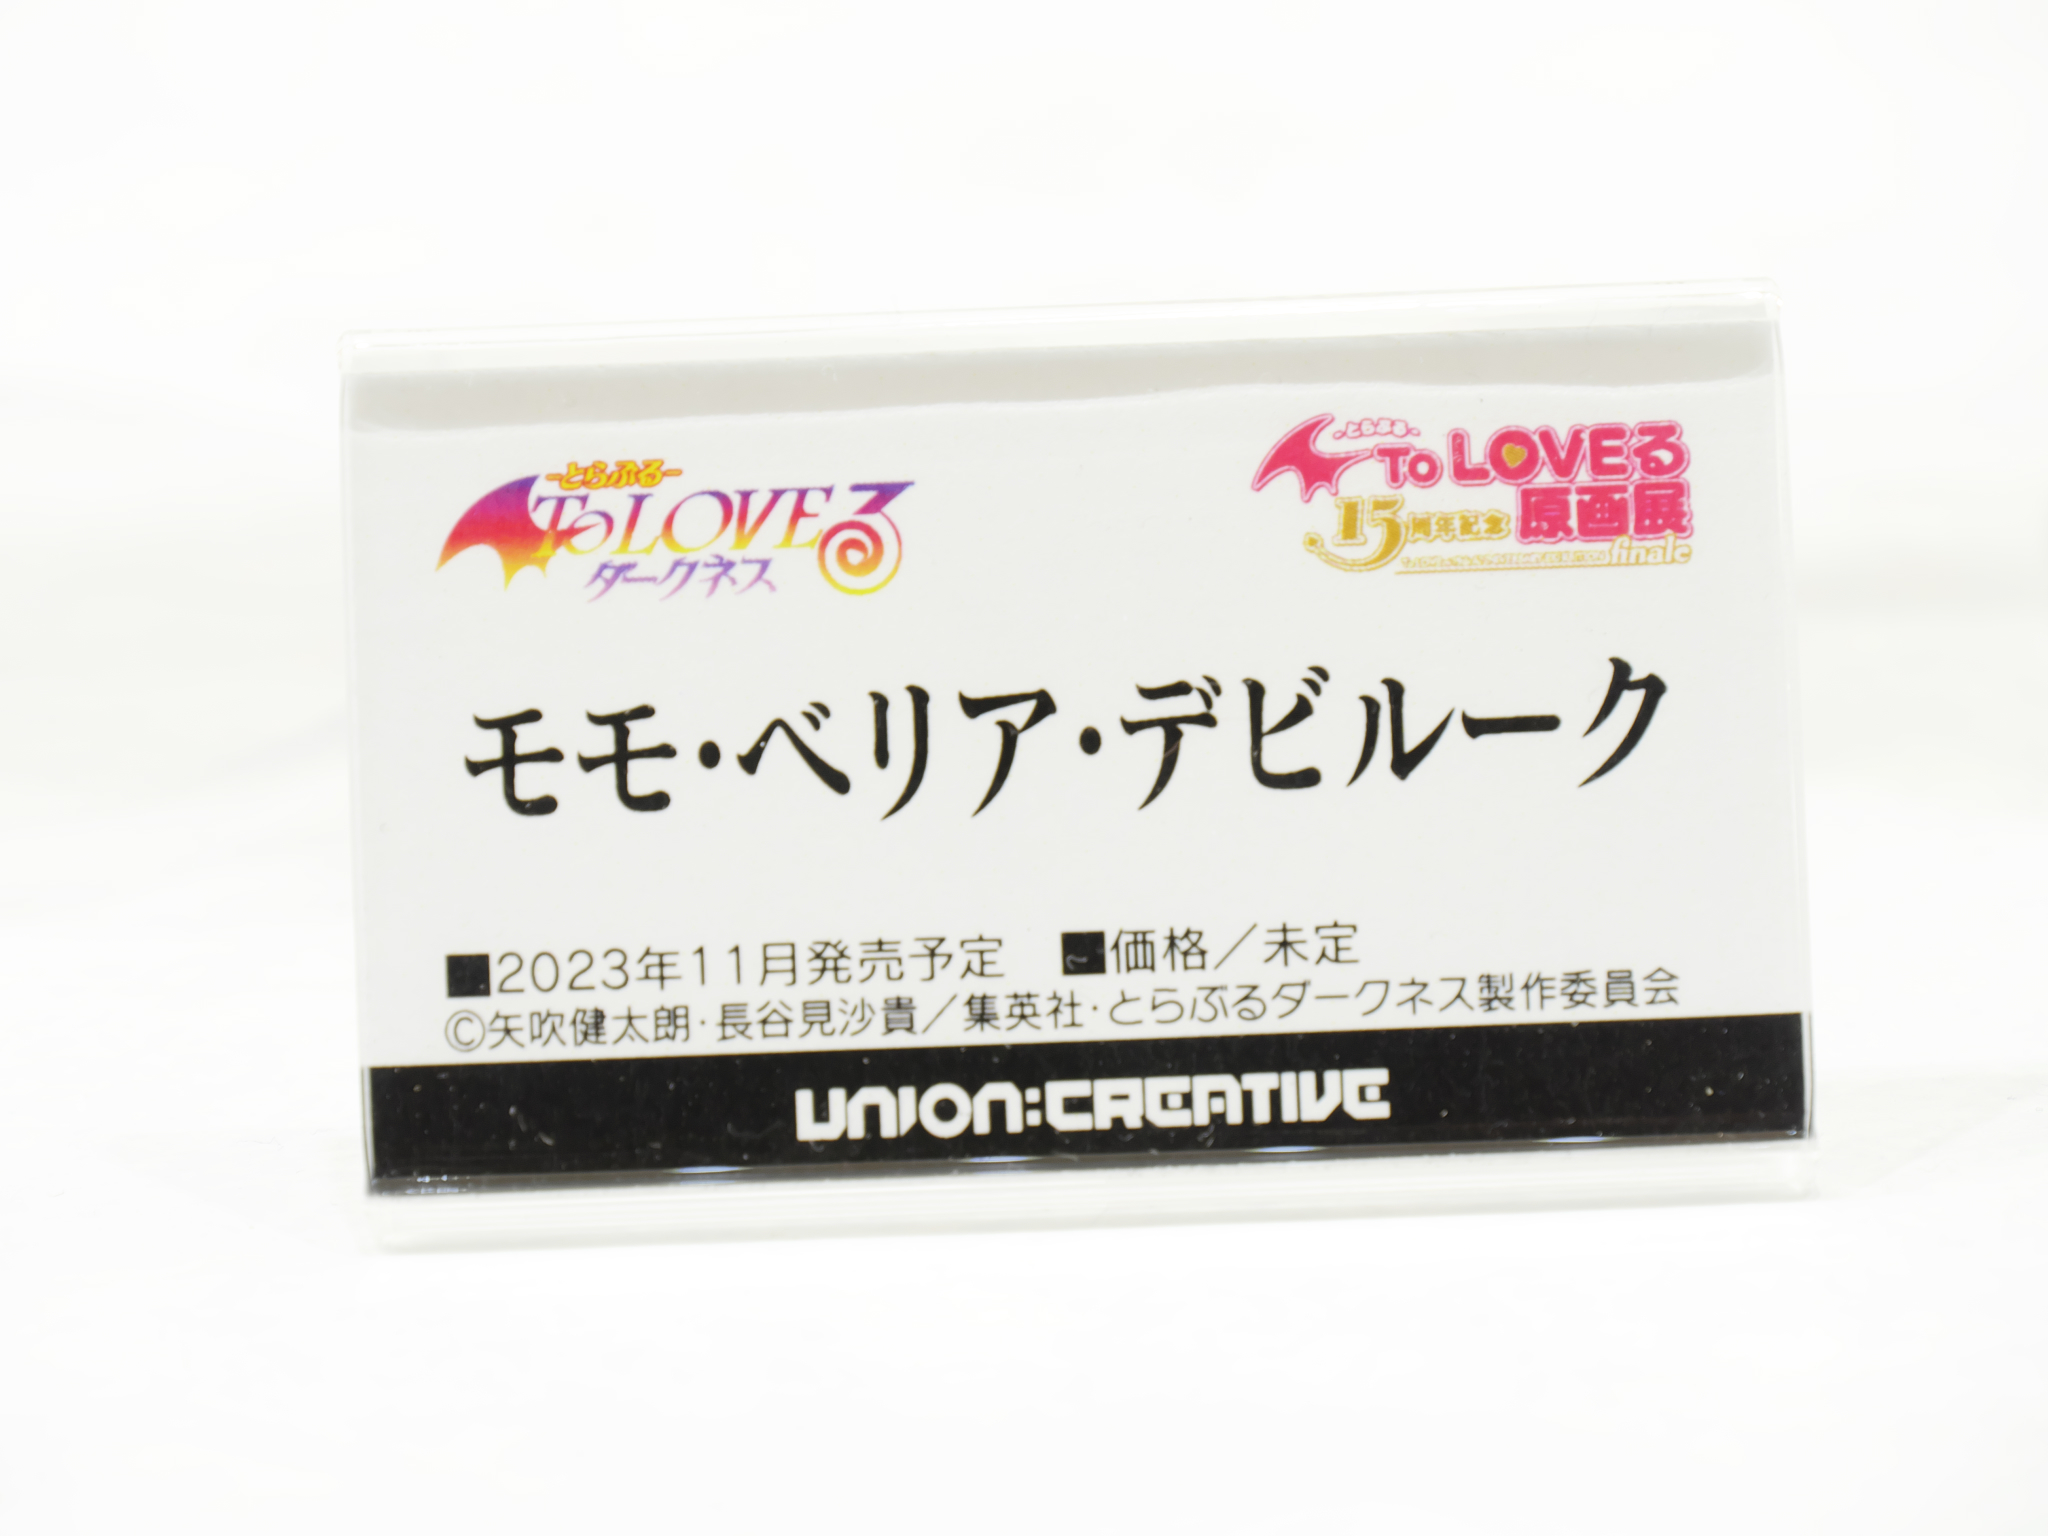 -とらぶる-
To LOVEる
ダークネス
-とらぶる-
To LOVEる
15周年記念 原画展
finale
モモ・ベリア・デビルーク
■2023年11月発売予定 ■価格／未定
©矢吹健太朗・長谷見沙貴／集英社・とらぶるダークネス製作委員会
UNION:CREATIVE